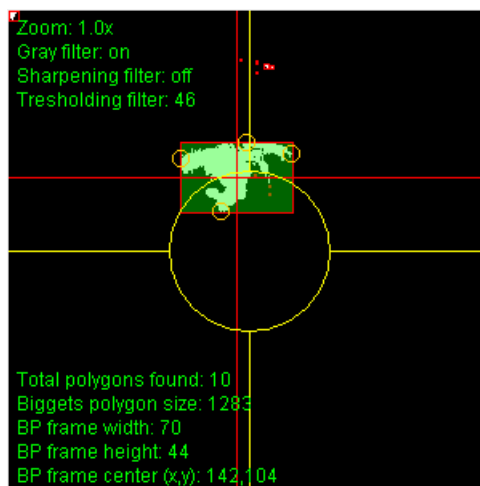 Zoom: 1.0x
Gray filter: on
Sharpening filter: off
Tresholding filter: 46
Total polygons found: 10
Biggets polygon size: 1283
BP frame width: 70
BP frame height: 44
BP frame center (x,y): 142,104